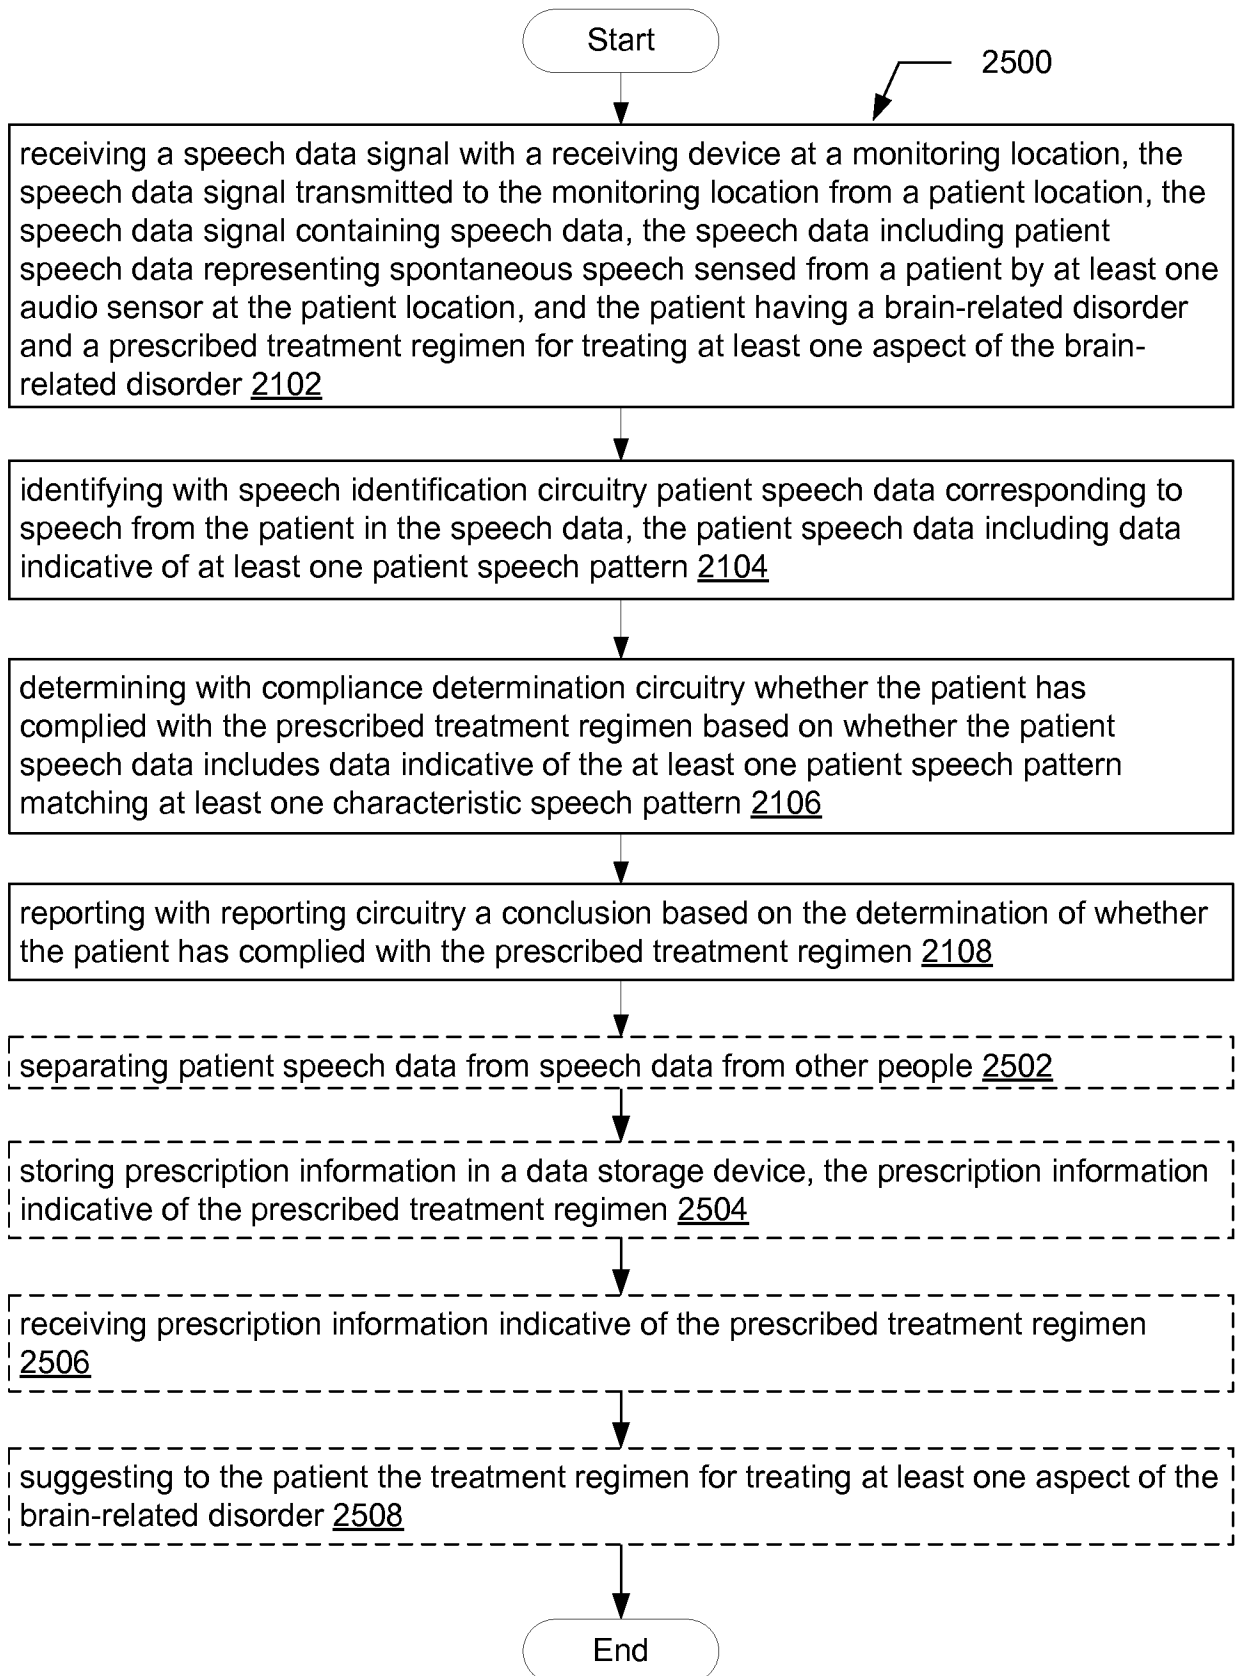 Start
2500
receiving a speech data signal with a receiving device at a monitoring location, the
speech data signal transmitted to the monitoring location from a patient location, the
speech data signal containing speech data, the speech data including patient
speech data representing spontaneous speech sensed from a patient by at least one
audio sensor at the patient location, and the patient having a brain-related disorder
and a prescribed treatment regimen for treating at least one aspect of the brain-
related disorder 2102
identifying with speech identification circuitry patient speech data corresponding to
speech from the patient in the speech data, the patient speech data including data
indicative of at least one patient speech pattern 2104
determining with compliance determination circuitry whether the patient has
complied with the prescribed treatment regimen based on whether the patient
speech data includes data indicative of the at least one patient speech pattern
matching at least one characteristic speech pattern 2106
reporting with reporting circuitry a conclusion based on the determination of whether
the patient has complied with the prescribed treatment regimen 2108
separating patient speech data from speech data from other people 2502
storing prescription information in a data storage device, the prescription information
indicative of the prescribed treatment regimen 2504
receiving prescription information indicative of the prescribed treatment regimen
2506
suggesting to the patient the treatment regimen for treating at least one aspect of the
brain-related disorder 2508
End